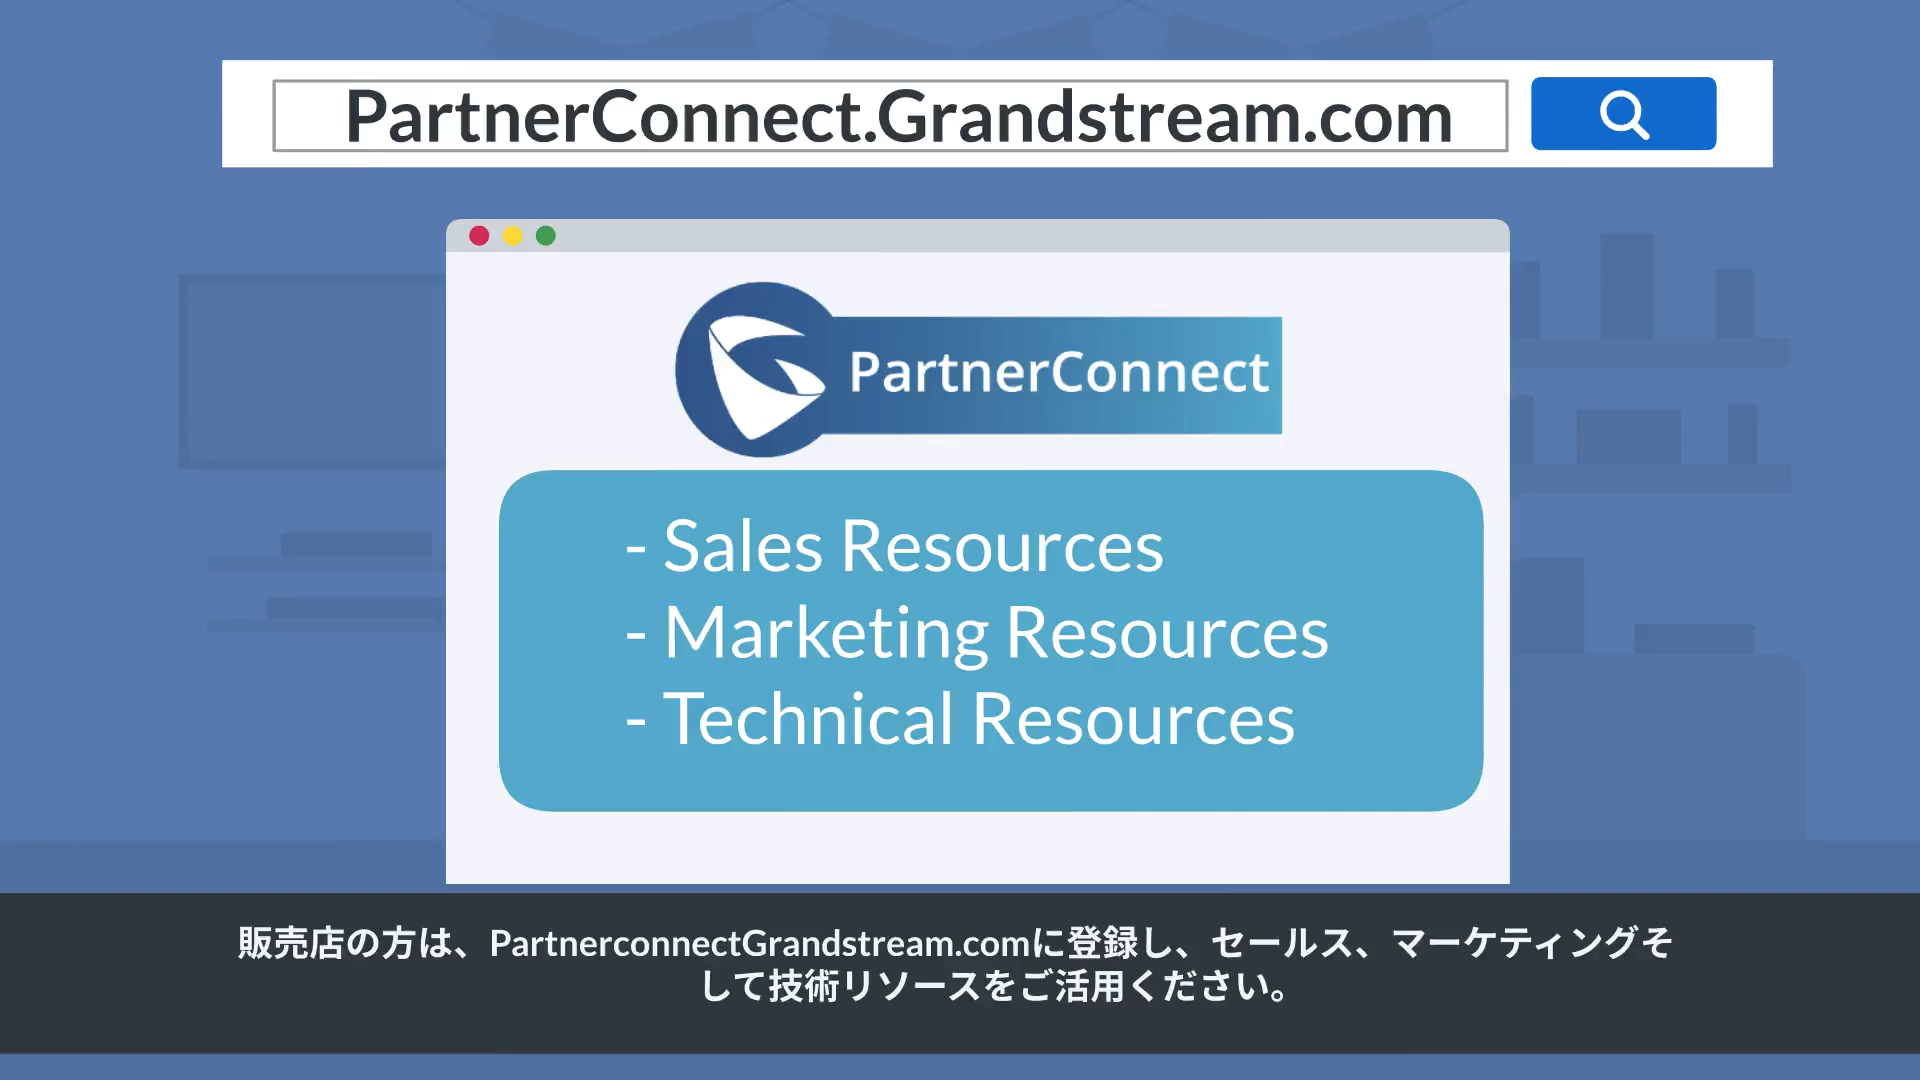 PartnerConnect.Grandstream.com
PartnerConnect
- Sales Resources
- Marketing Resources
- Technical Resources
販売店の方は、PartnerconnectGrandstream.comに登録し、セールス、マーケティングそ
して技術リソースをご活用ください。